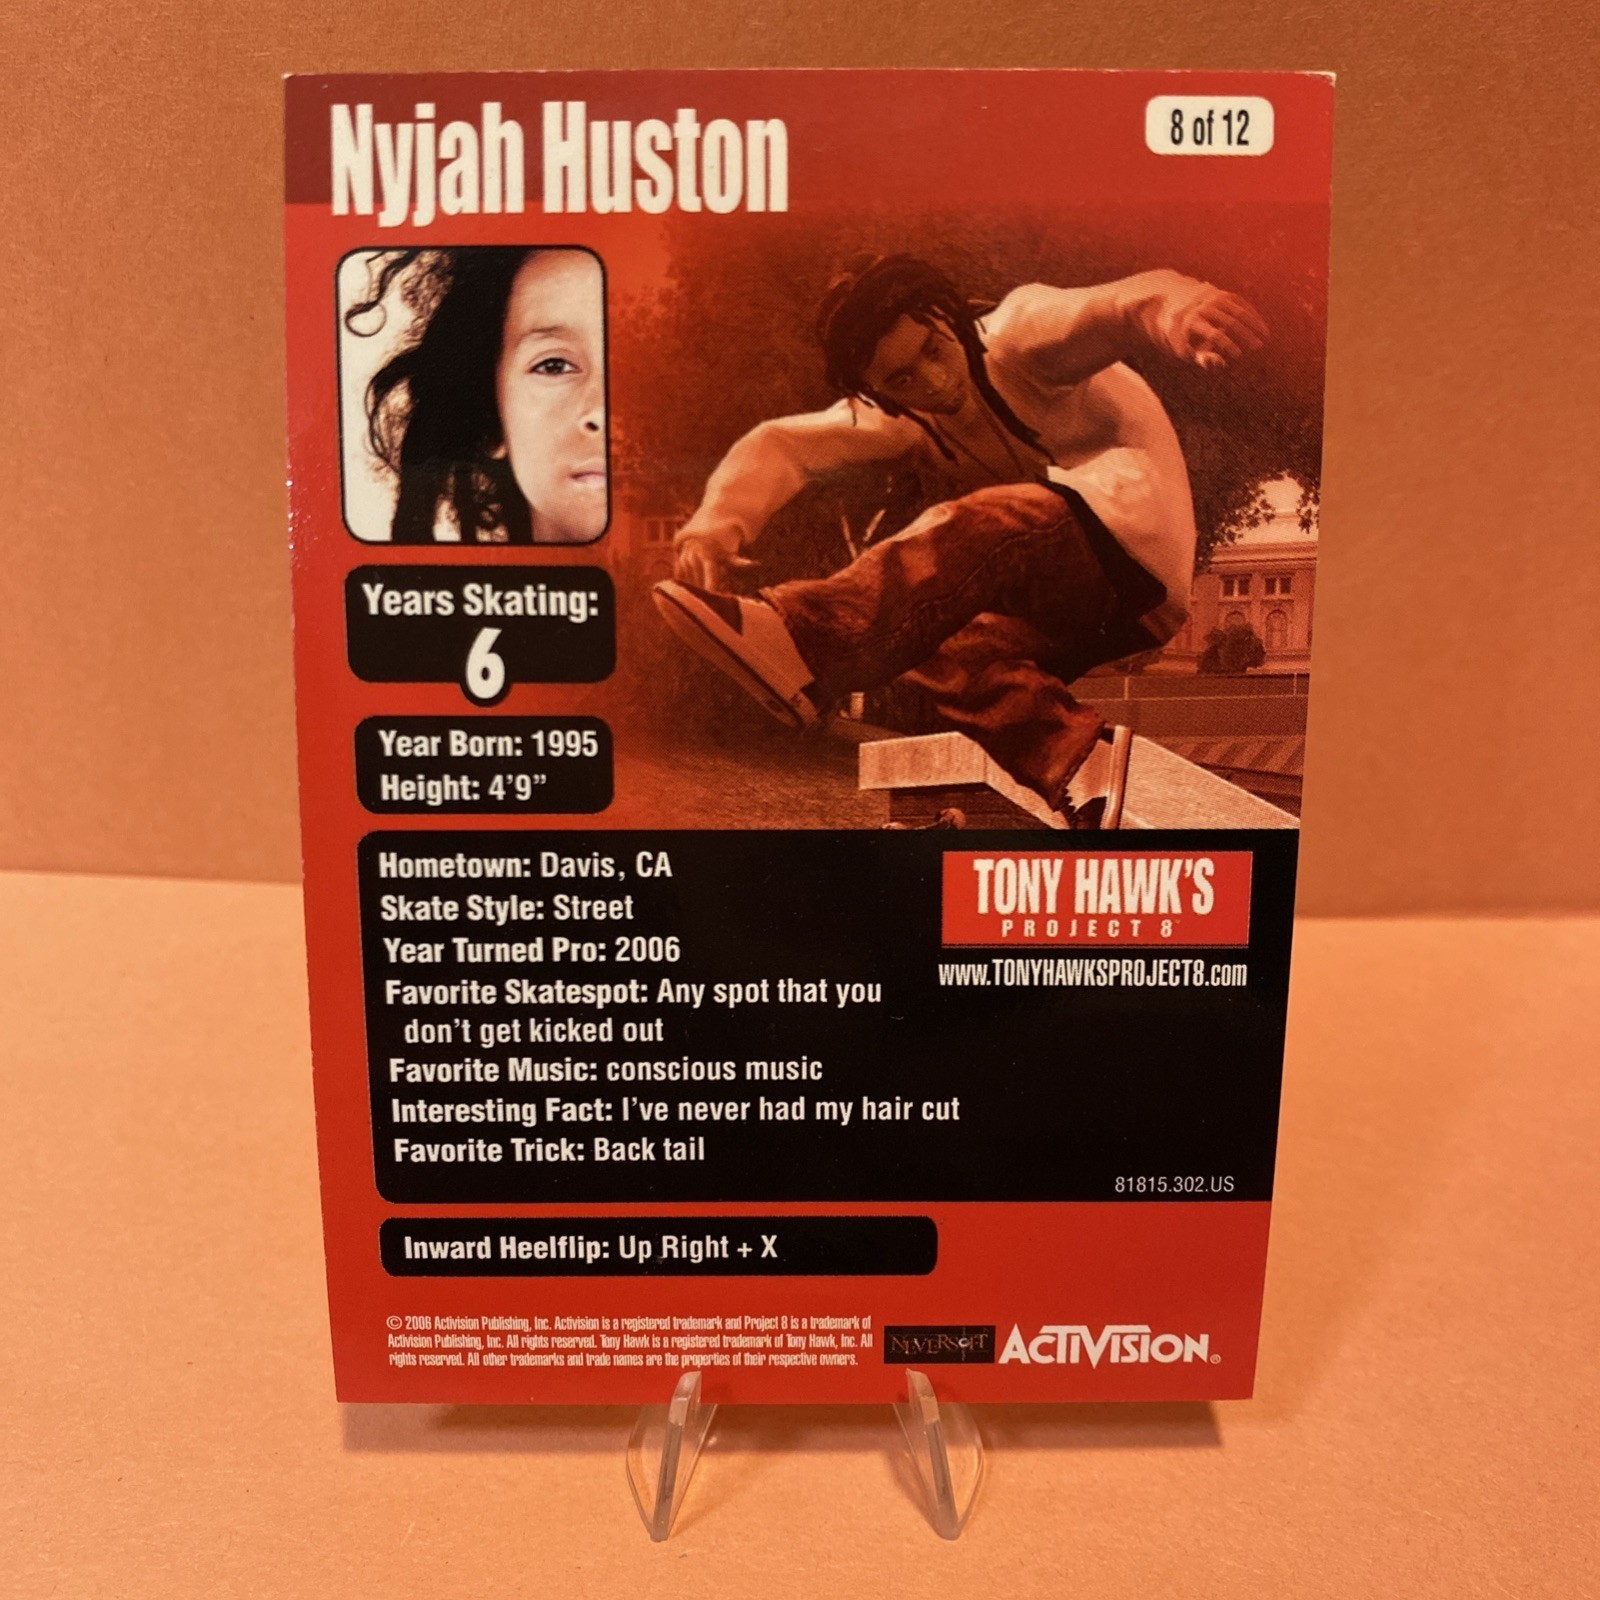 Nyjah Huston
8 of 12
Years Skating:
6
Year Born: 1995
Height: 4'9"
Hometown: Davis, CA
Skate Style: Street
Year Turned Pro: 2006
Favorite Skatespot: Any spot that you
don't get kicked out
Favorite Music: conscious music
Interesting Fact: I've never had my hair cut
Favorite Trick: Back tail
TONY HAWK'S
PROJECT 8™
www.TONYHAWKSPROJECT8.com
81815.302.US
Inward Heelflip: Up Right + X
© 2006 Activision Publishing, Inc. Activision is a registered trademark and Project 8 is a trademark of
Activision Publishing, Inc. All rights reserved. Tony Hawk is a registered trademark of Tony Hawk, Inc. All
rights reserved. All other trademarks and trade names are the properties of their respective owners.
NEVERSOFT
ACTIVISION®